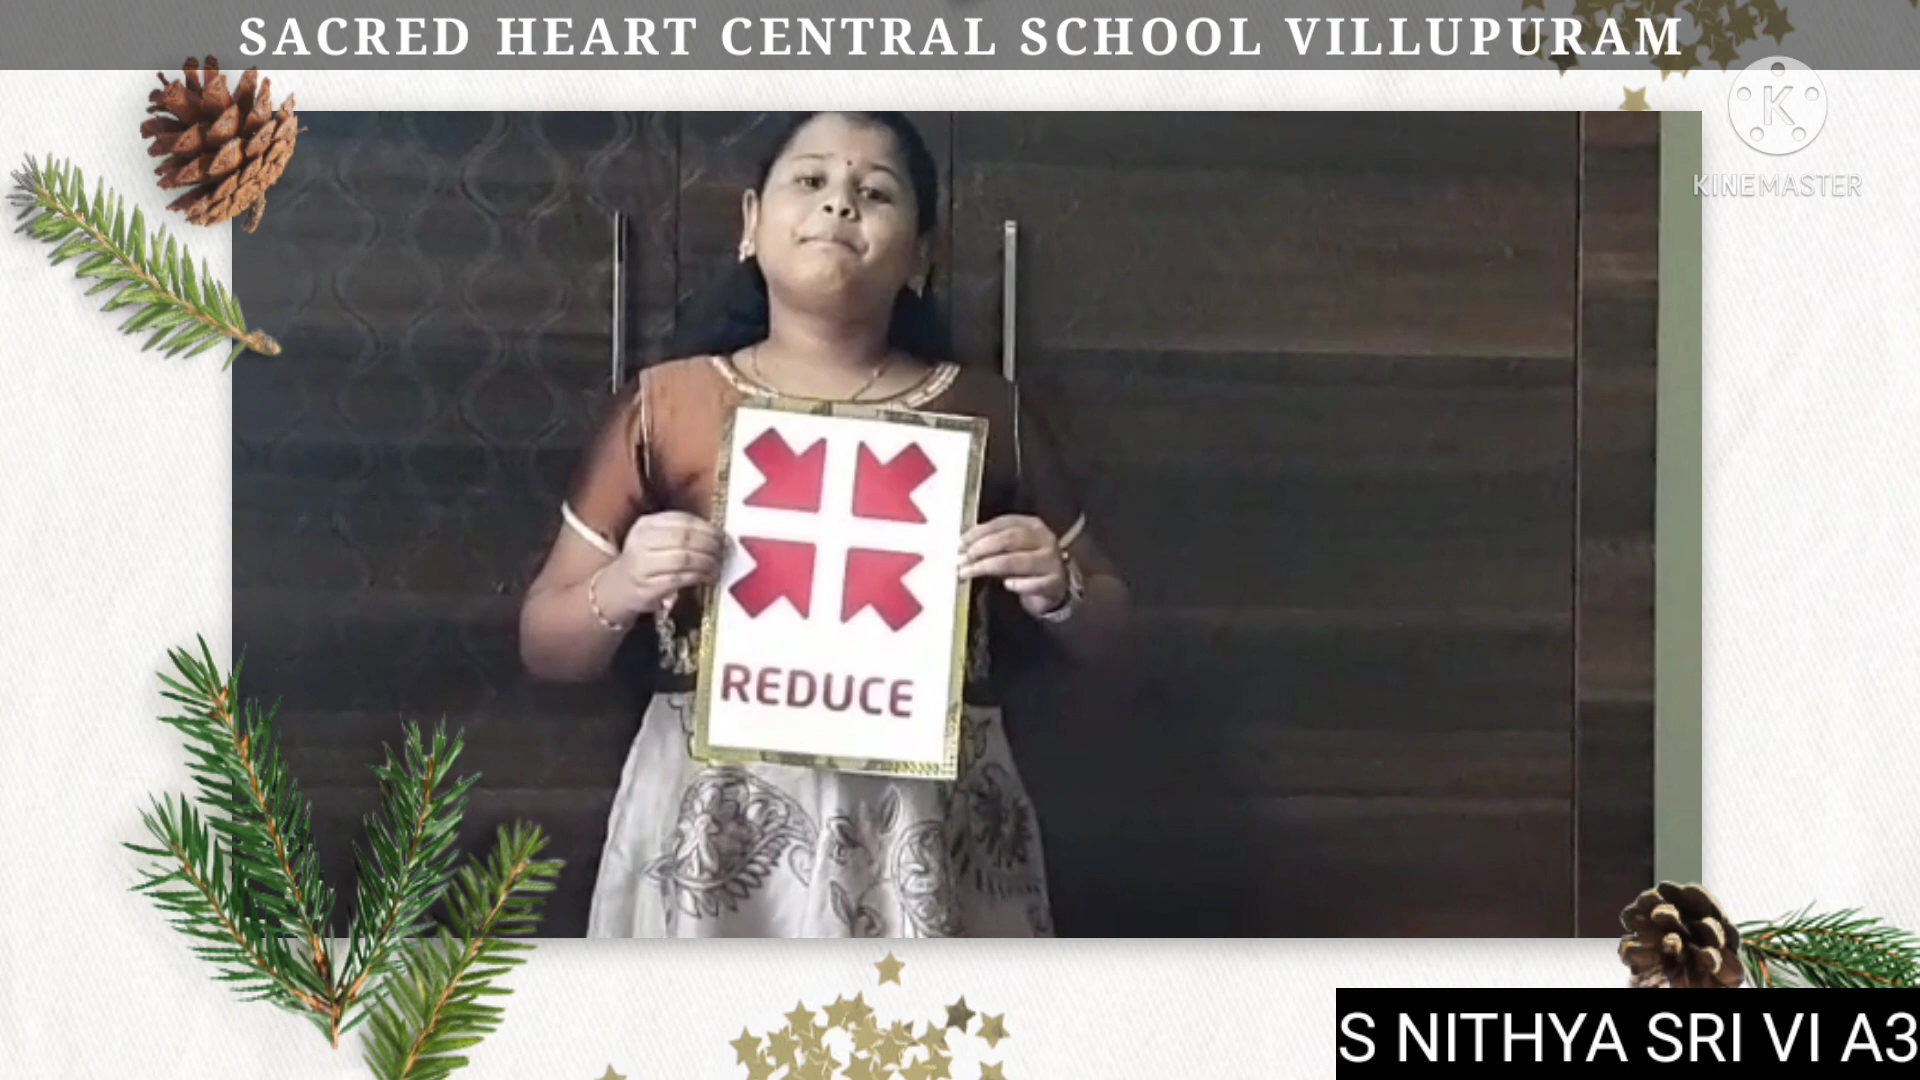 SACRED HEART CENTRAL SCHOOL VILLUPURAM
K
KINEMASTER
REDUCE
S NITHYA SRI VI A3